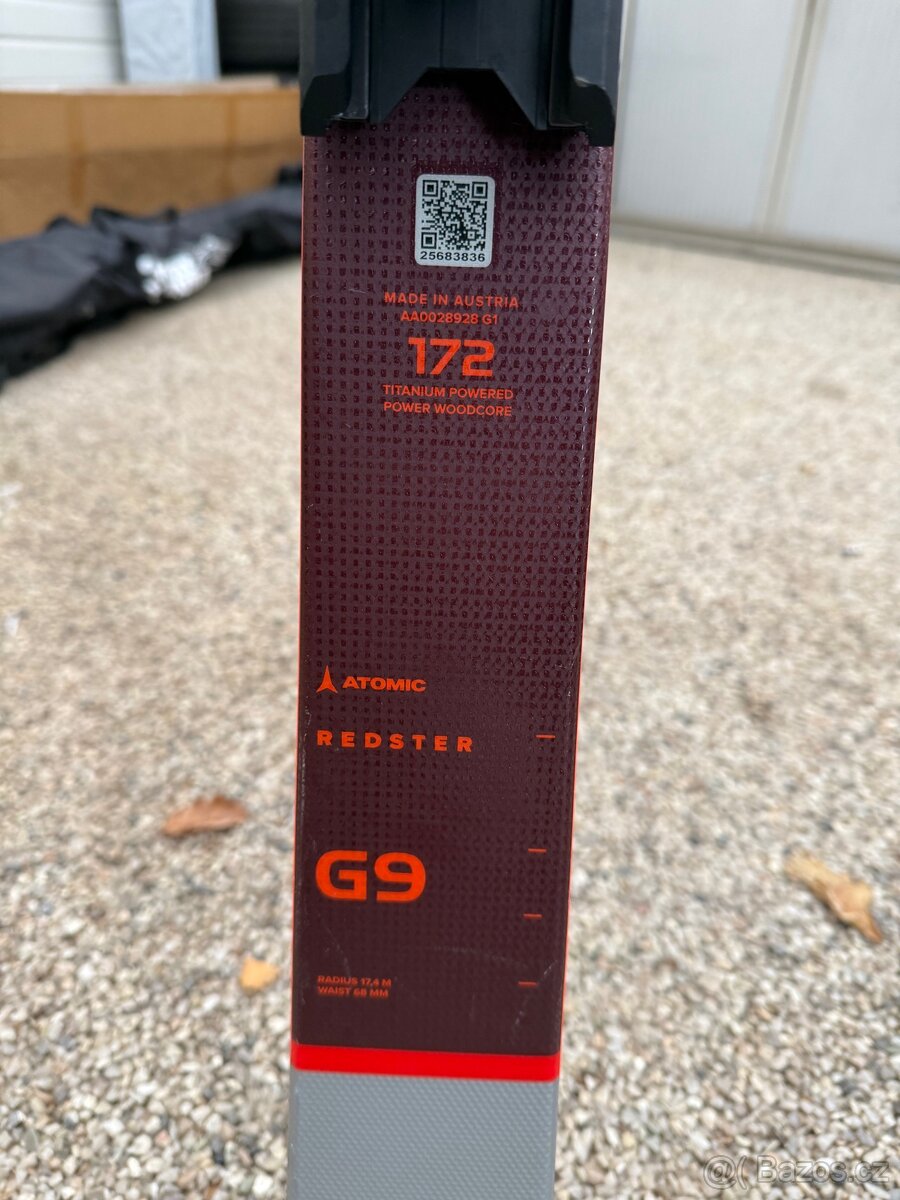 25683836
MADE IN AUSTRIA
AA0028928 G1
172
TITANIUM POWERED
POWER WOODCORE
ATOMIC
REDSTER
G9
RADIUS 17,4 M
WAIST 68 MM
@( Bazos.cz